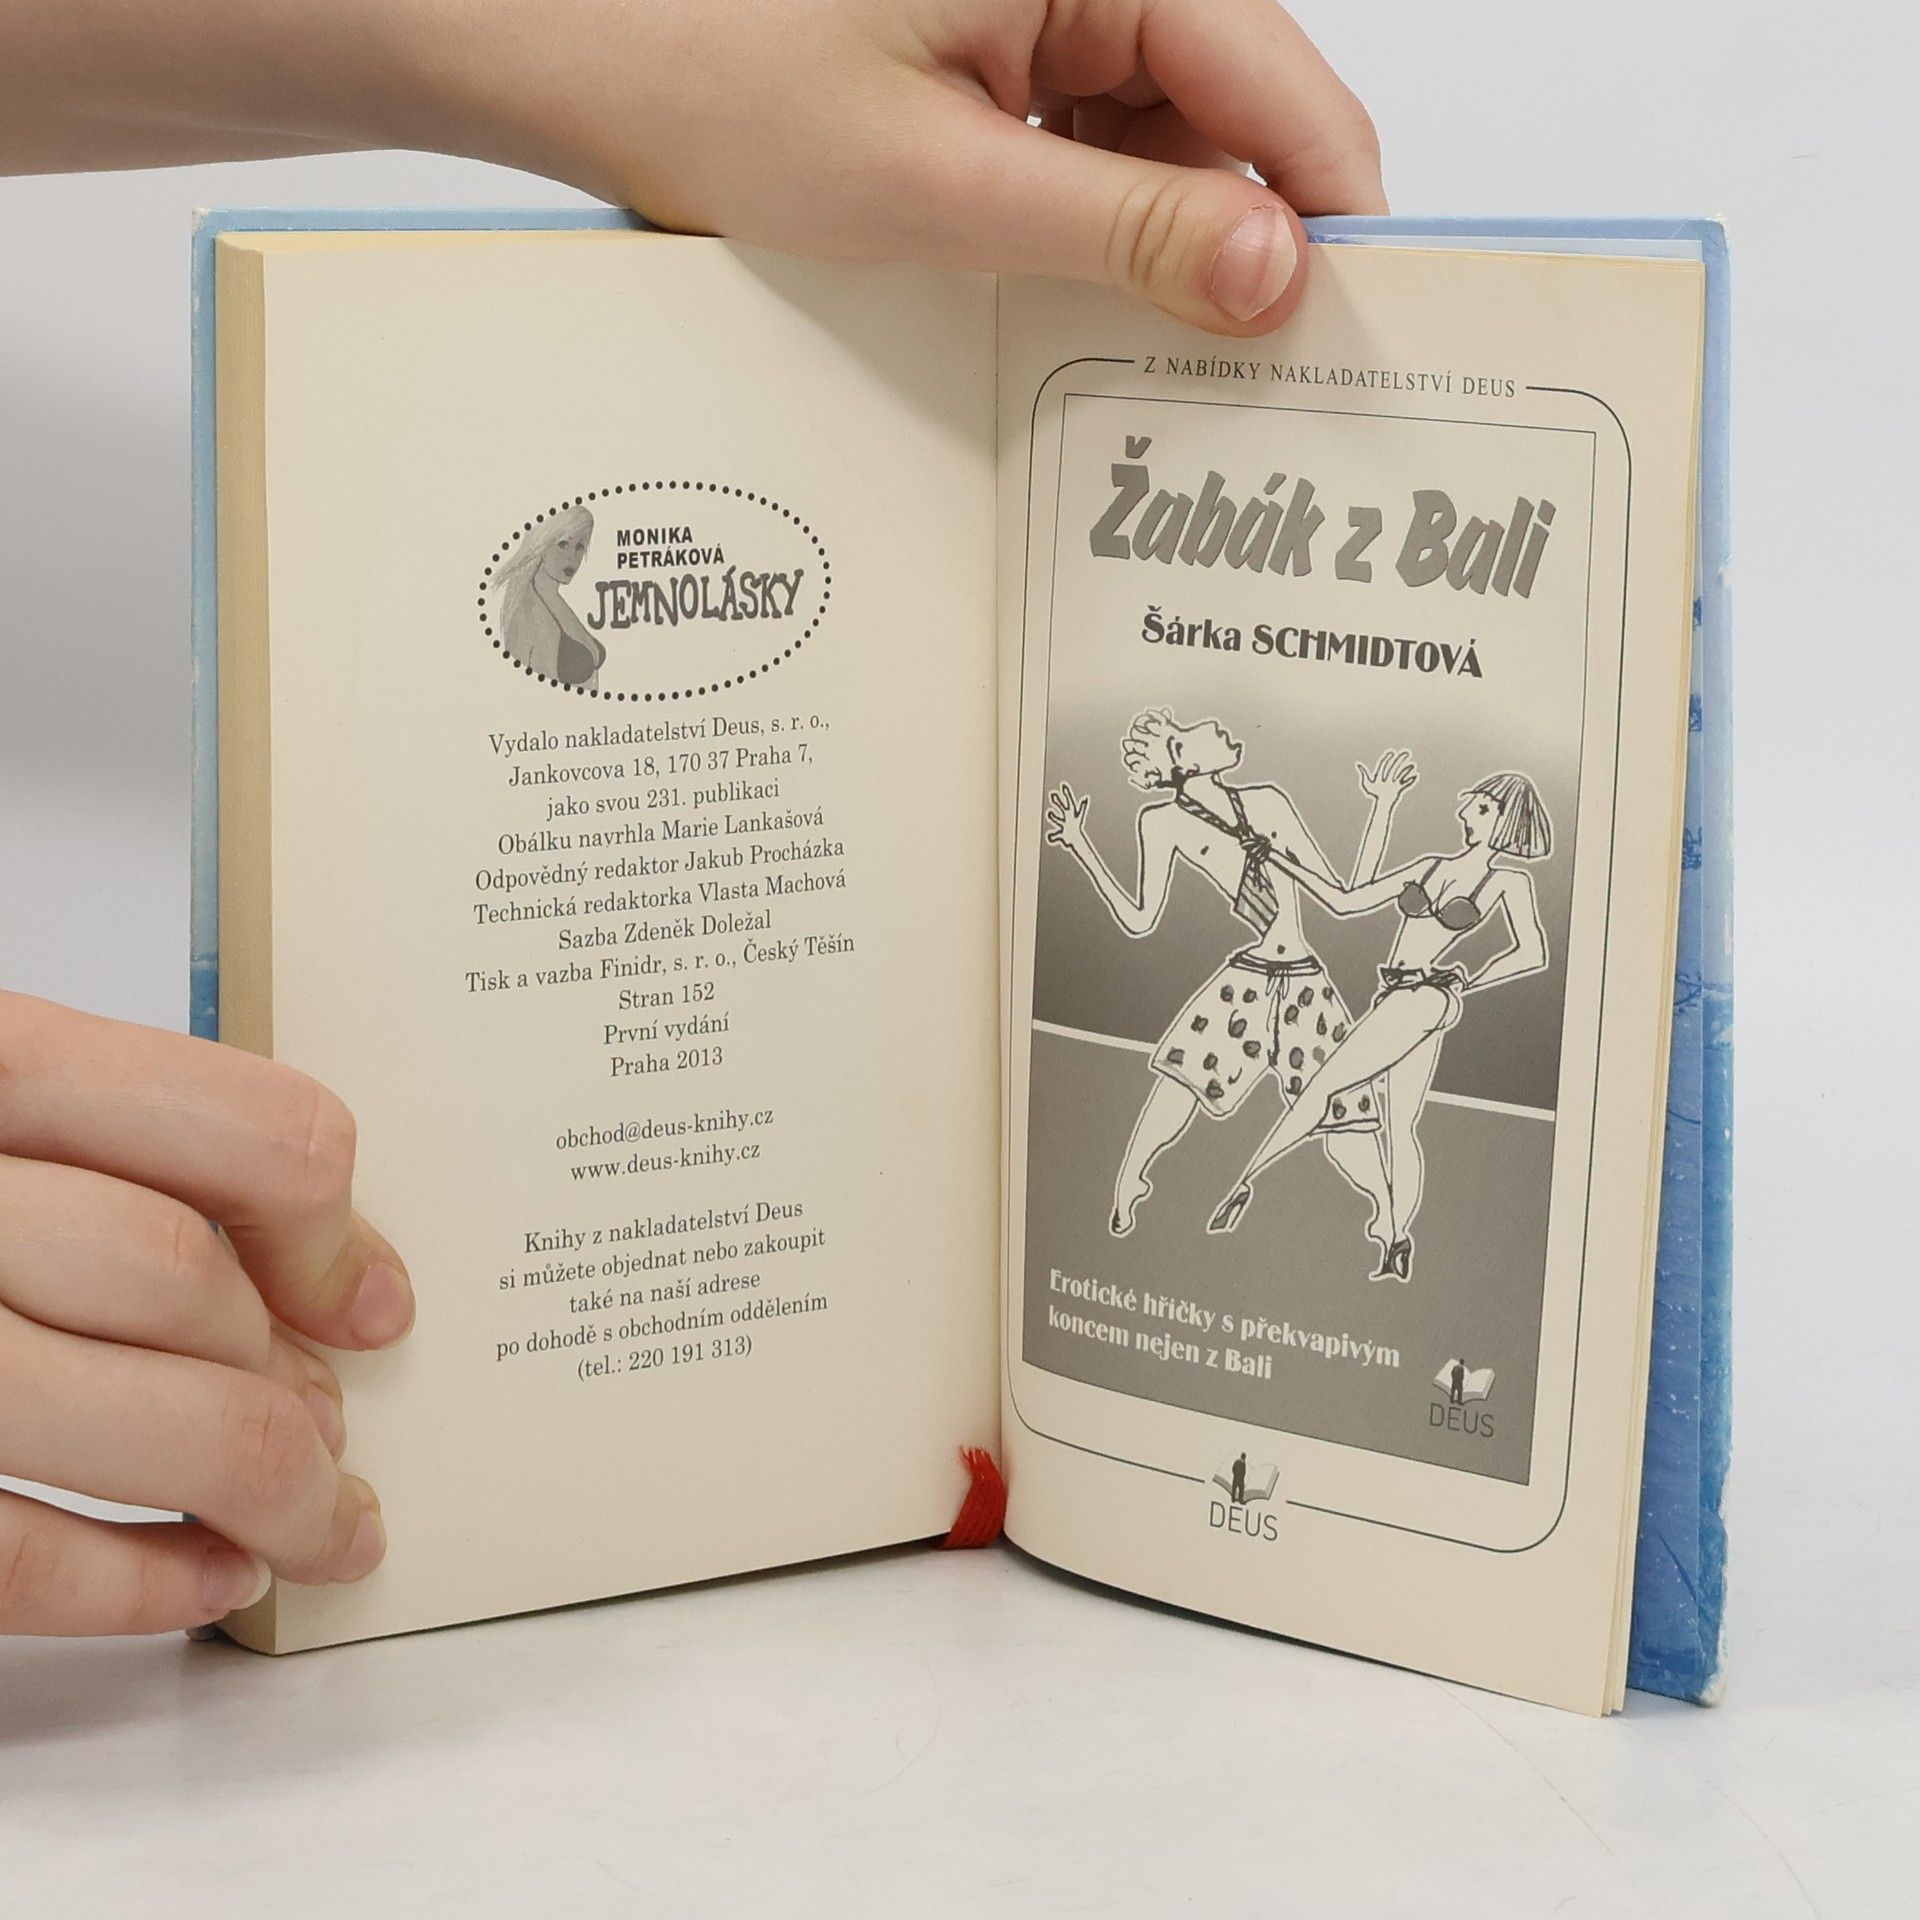 MONIKA
PETRÁKOVÁ
JEMNOLÁSKY
Vydalo nakladatelství Deus, s. r. o.,
Jankovcova 18, 170 37 Praha 7,
jako svou 231. publikaci
Obálku navrhla Marie Lankašová
Odpovědný redaktor Jakub Procházka
Technická redaktorka Vlasta Machová
Sazba Zdeněk Doležal
Tisk a vazba Finidr, s. r. o., Český Těšín
Stran 152
První vydání
Praha 2013
obchod@deus-knihy.cz
www.deus-knihy.cz
Knihy z nakladatelství Deus
si můžete objednat nebo zakoupit
také na naší adrese
po dohodě s obchodním oddělením
(tel.: 220 191 313)
Z NABÍDKY NAKLADATELSTVÍ DEUS
Žabák z Bali
Šárka SCHMIDTOVÁ
Erotické hříčky s překvapivým
koncem nejen z Bali
DEUS
DEUS